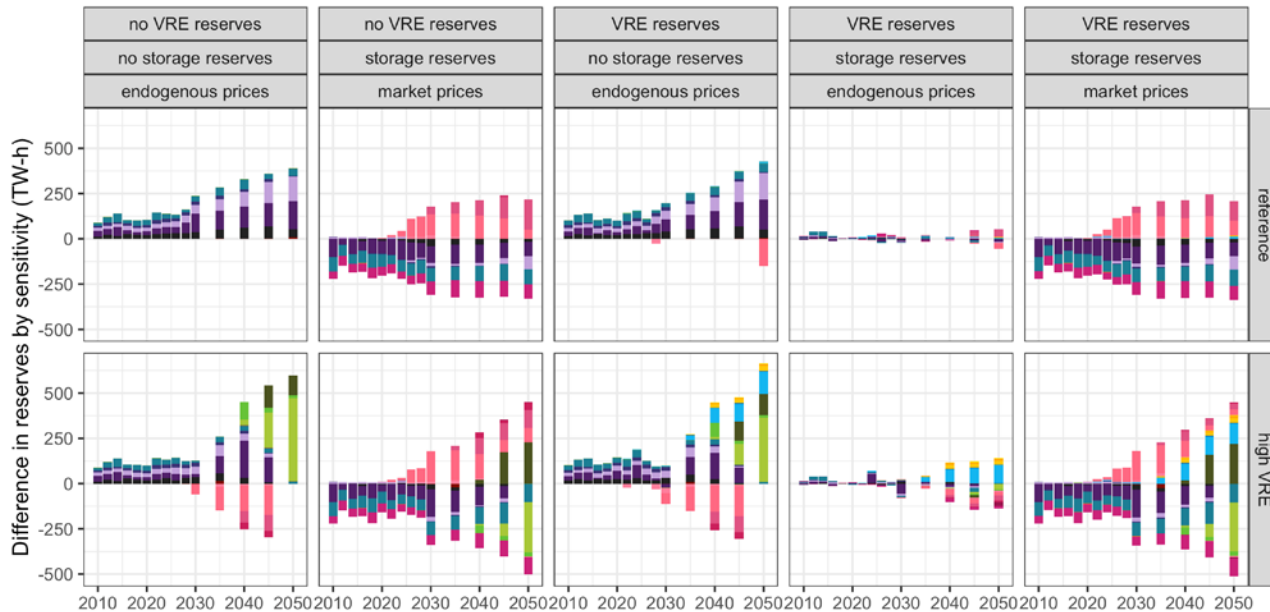 no VRE reserves no VRE reserves VRE reserves VRE reserves VRE reserves
no storage reserves storage reserves no storage reserves storage reserves storage reserves
endogenous prices market prices endogenous prices endogenous prices market prices
Difference in reserves by sensitivity (TW-h)
500
250
0
-250
-500
reference
500
250
0
-250
-500
high VRE
2010 2020 2030 2040 2050 2010 2020 2030 2040 2050 2010 2020 2030 2040 2050 2010 2020 2030 2040 2050 2010 2020 2030 2040 2050